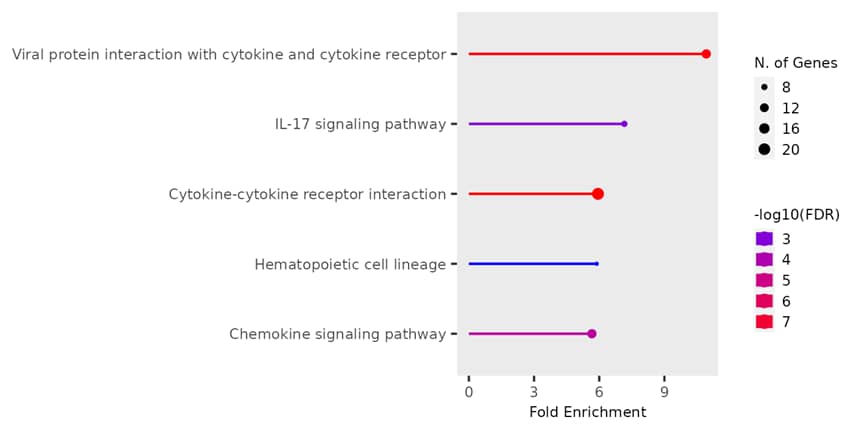 Viral protein interaction with cytokine and cytokine receptor
IL-17 signaling pathway
Cytokine-cytokine receptor interaction
Hematopoietic cell lineage
Chemokine signaling pathway
0 3 6 9
Fold Enrichment
N. of Genes
8
12
16
20
-log10(FDR)
3
4
5
6
7